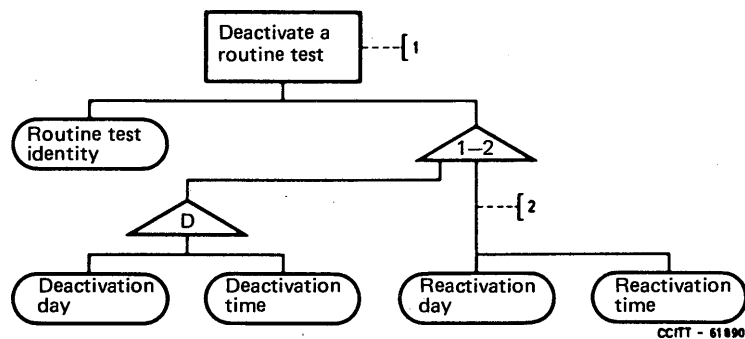 Deactivate a
routine test
1
Routine test
identity
1–2
2
D
Deactivation
day
Deactivation
time
Reactivation
day
Reactivation
time
CCITT - 61890